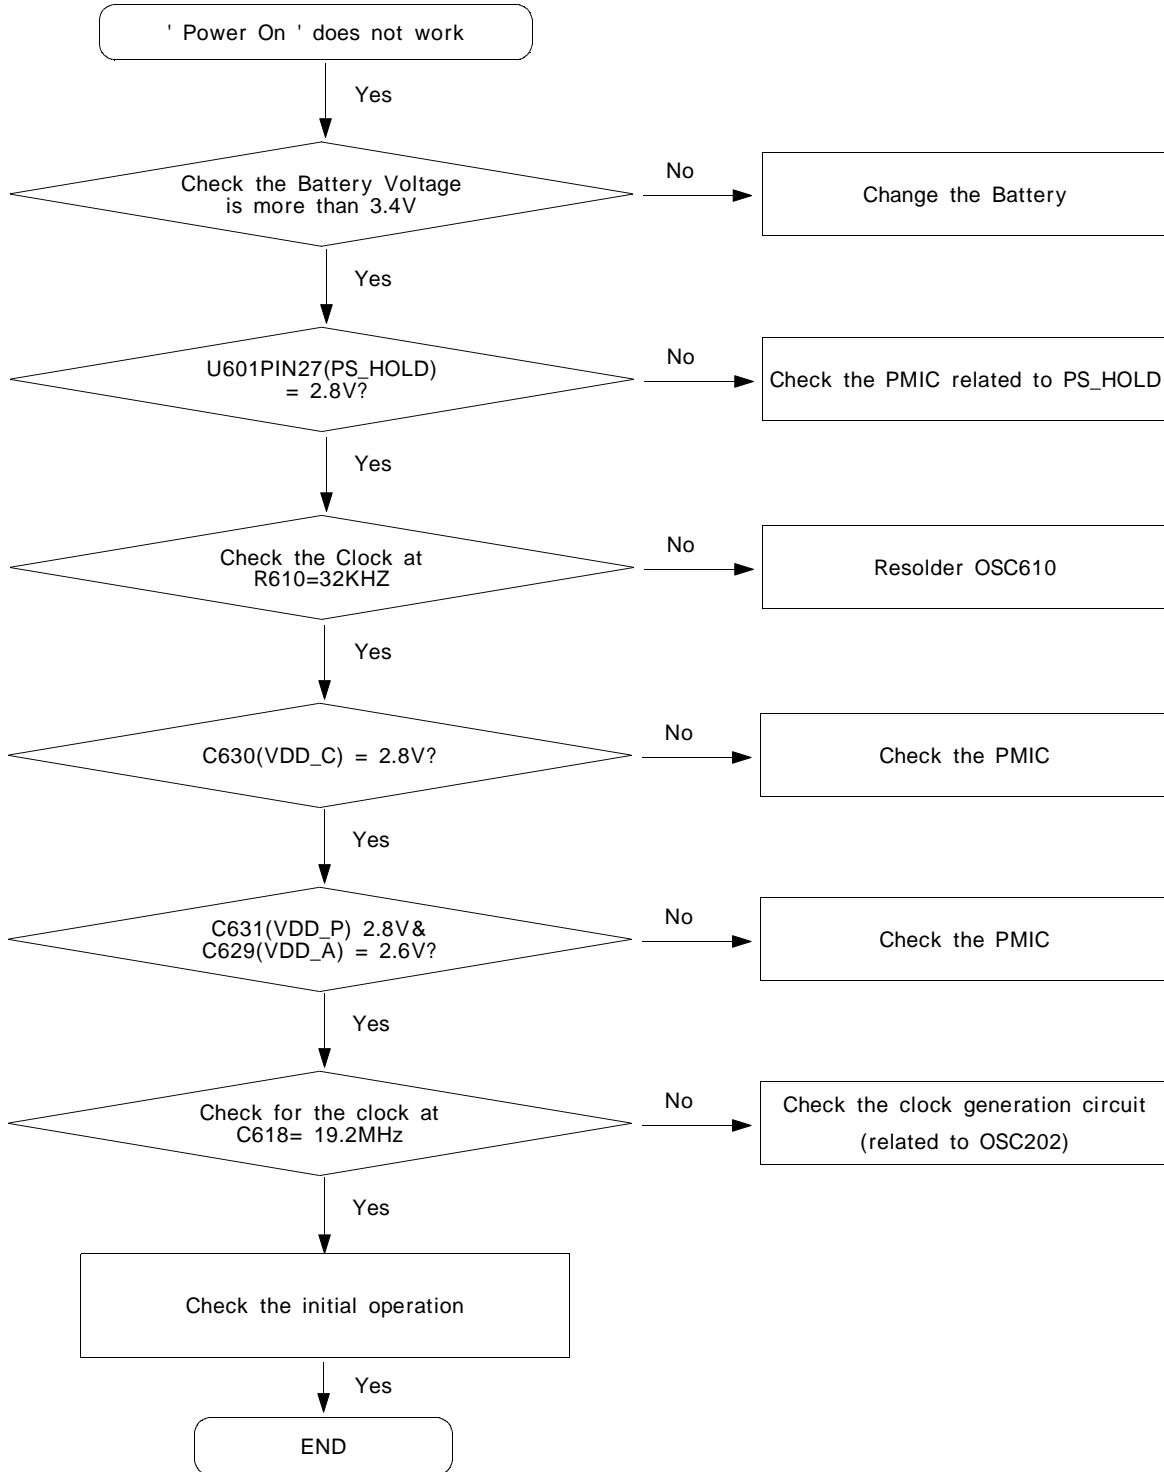 ' Power On ' does not work
Yes
Check the Battery Voltage
is more than 3.4V
No
Change the Battery
Yes
U601PIN27(PS_HOLD)
= 2.8V?
No
Check the PMIC related to PS_HOLD
Yes
Check the Clock at
R610=32KHZ
No
Resolder OSC610
Yes
C630(VDD_C) = 2.8V?
No
Check the PMIC
Yes
C631(VDD_P) 2.8V&
C629(VDD_A) = 2.6V?
No
Check the PMIC
Yes
Check for the clock at
C618= 19.2MHz
No
Check the clock generation circuit
(related to OSC202)
Yes
Check the initial operation
Yes
END